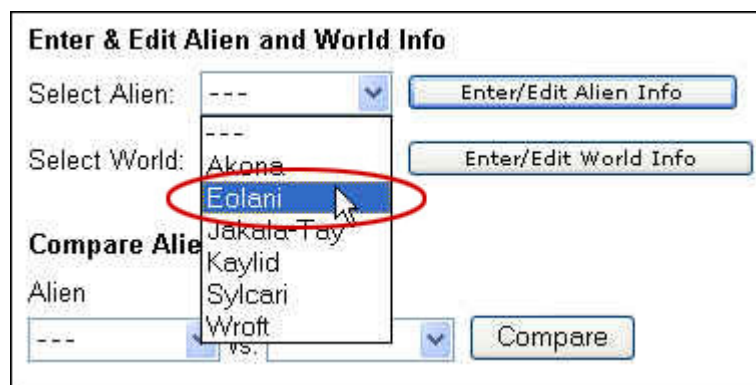 Enter & Edit Alien and World Info
Select Alien: --- Enter/Edit Alien Info
---
Select World: Enter/Edit World Info
Akona
Eolani
Jakala-Tay
Compare Alie
Kaylid
Alien
Sylcari
Wroft
--- vs. Compare